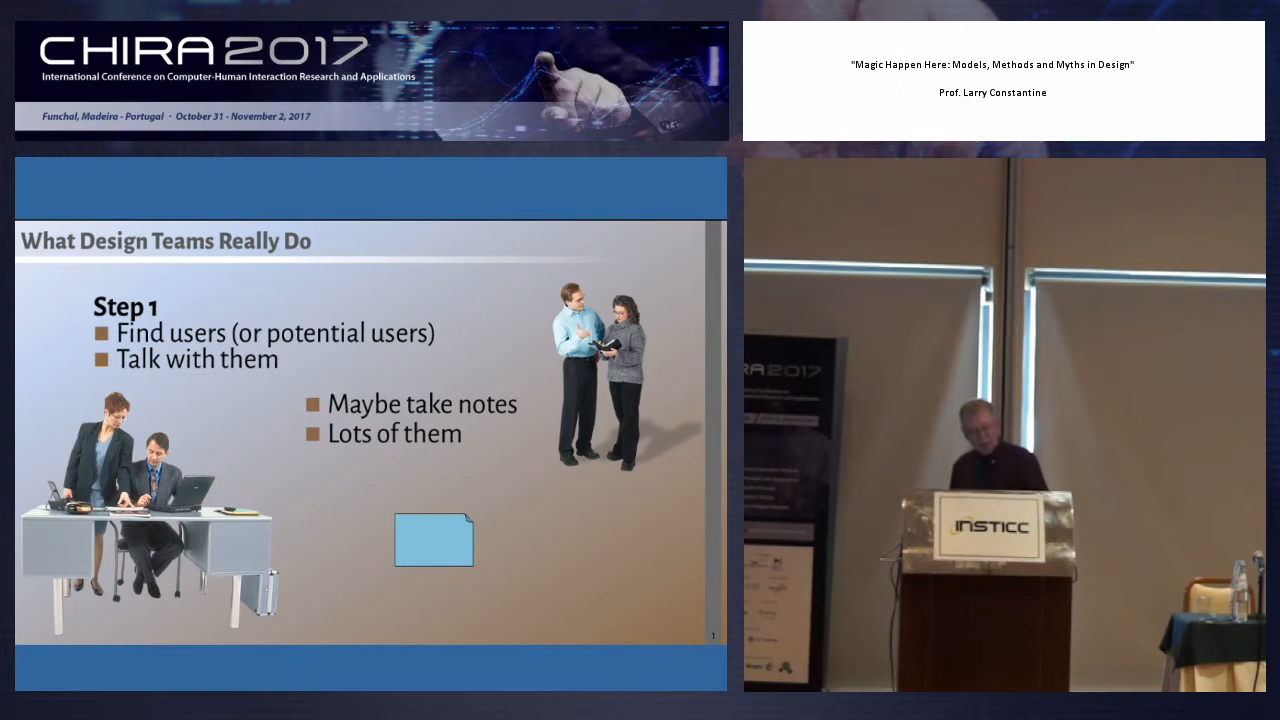 CHIRA 2017
International Conference on Computer-Human Interaction Research and Applications
Funchal, Madeira - Portugal · October 31 - November 2, 2017
"Magic Happen Here: Models, Methods and Myths in Design"
Prof. Larry Constantine
What Design Teams Really Do
Step 1
Find users (or potential users)
Talk with them
Maybe take notes
Lots of them
1
RA 2017
INSTICC